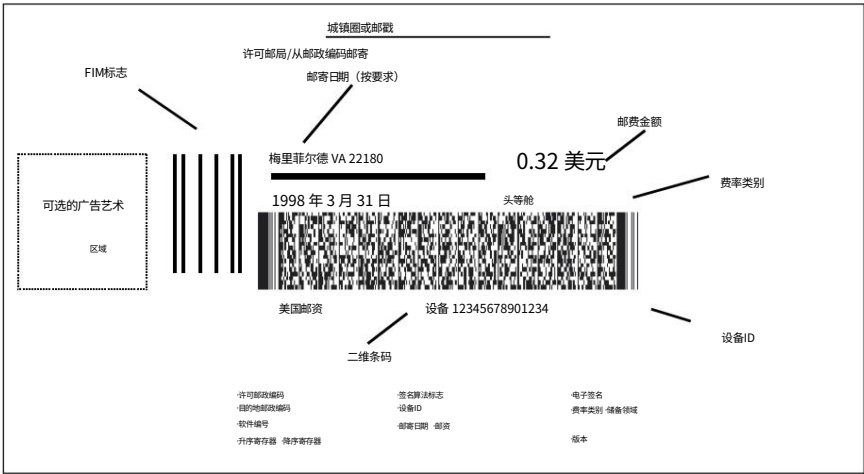 城镇圈或邮戳
许可邮局/从邮政编码邮寄
FIM标志
邮寄日期（按要求）
邮费金额
梅里菲尔德 VA 22180
0.32 美元
费率类别
可选的广告艺术
区域
1998 年 3 月 31 日
头等舱
美国邮资
设备 12345678901234
设备ID
二维条码
·许可邮政编码
·签名算法标志
·电子签名
·目的地邮政编码
·设备ID
·费率类别 ·储备领域
·软件编号
·邮寄日期 ·邮资
·升序寄存器 ·降序寄存器
·版本